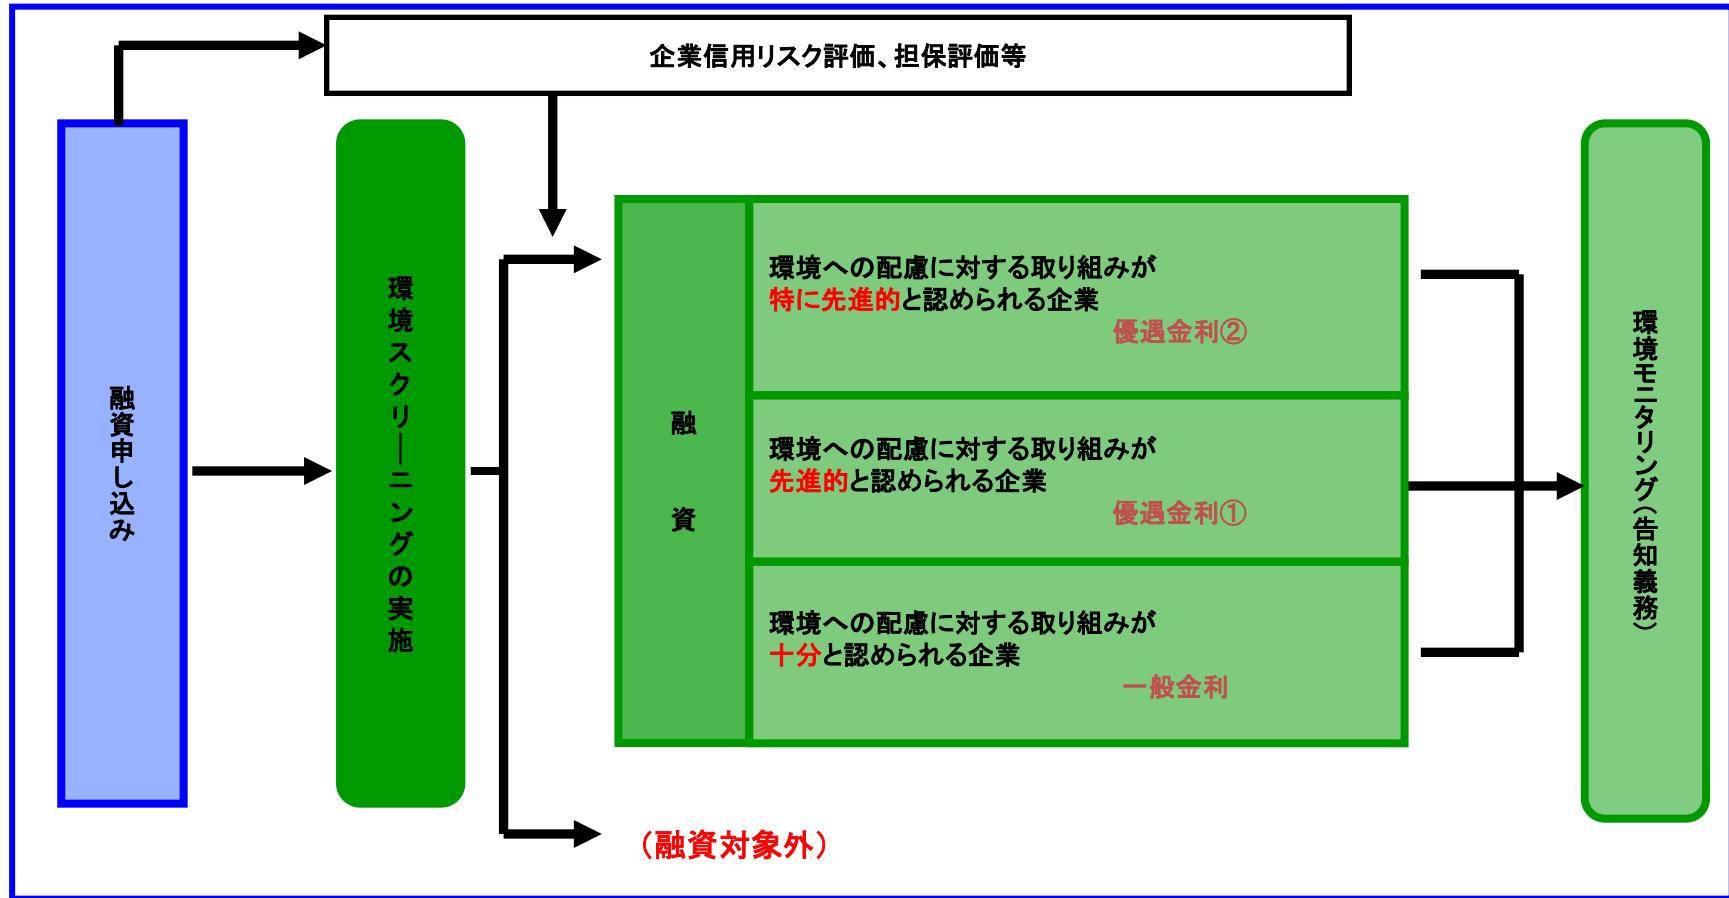 企業信用リスク評価、担保評価等
融資申し込み
環境スクリーニングの実施
融資
環境への配慮に対する取り組みが
特に先進的と認められる企業
優遇金利②
環境への配慮に対する取り組みが
先進的と認められる企業
優遇金利①
環境への配慮に対する取り組みが
十分と認められる企業
一般金利
（融資対象外）
環境モニタリング（告知義務）